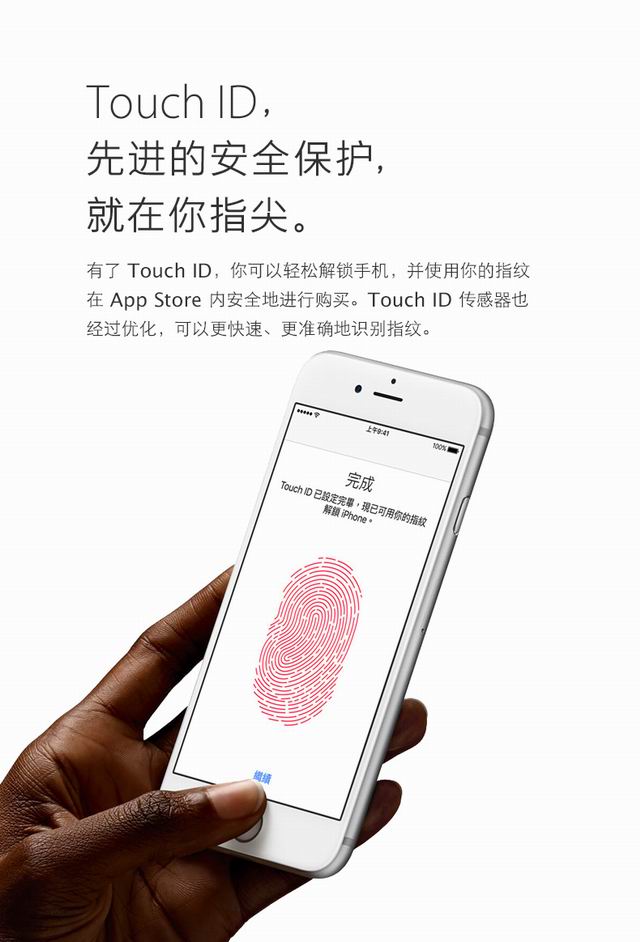 Touch ID，
先进的安全保护，
就在你指尖。
有了 Touch ID，你可以轻松解锁手机，并使用你的指纹
在 App Store 内安全地进行购买。Touch ID 传感器也
经过优化，可以更快速、更准确地识别指纹。
上午9:41
100%
完成
Touch ID 已設定完畢，現已可用你的指紋
解鎖 iPhone。
繼續